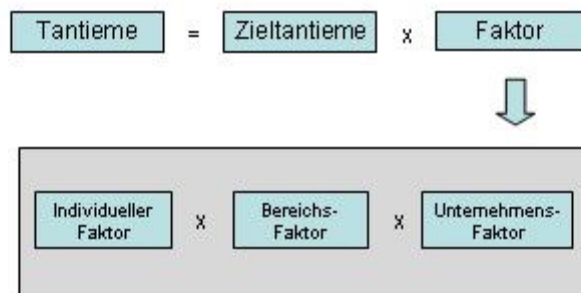 Tantieme = Zieltantieme x Faktor
Individueller Faktor x Bereichs-Faktor x Unternehmens-Faktor